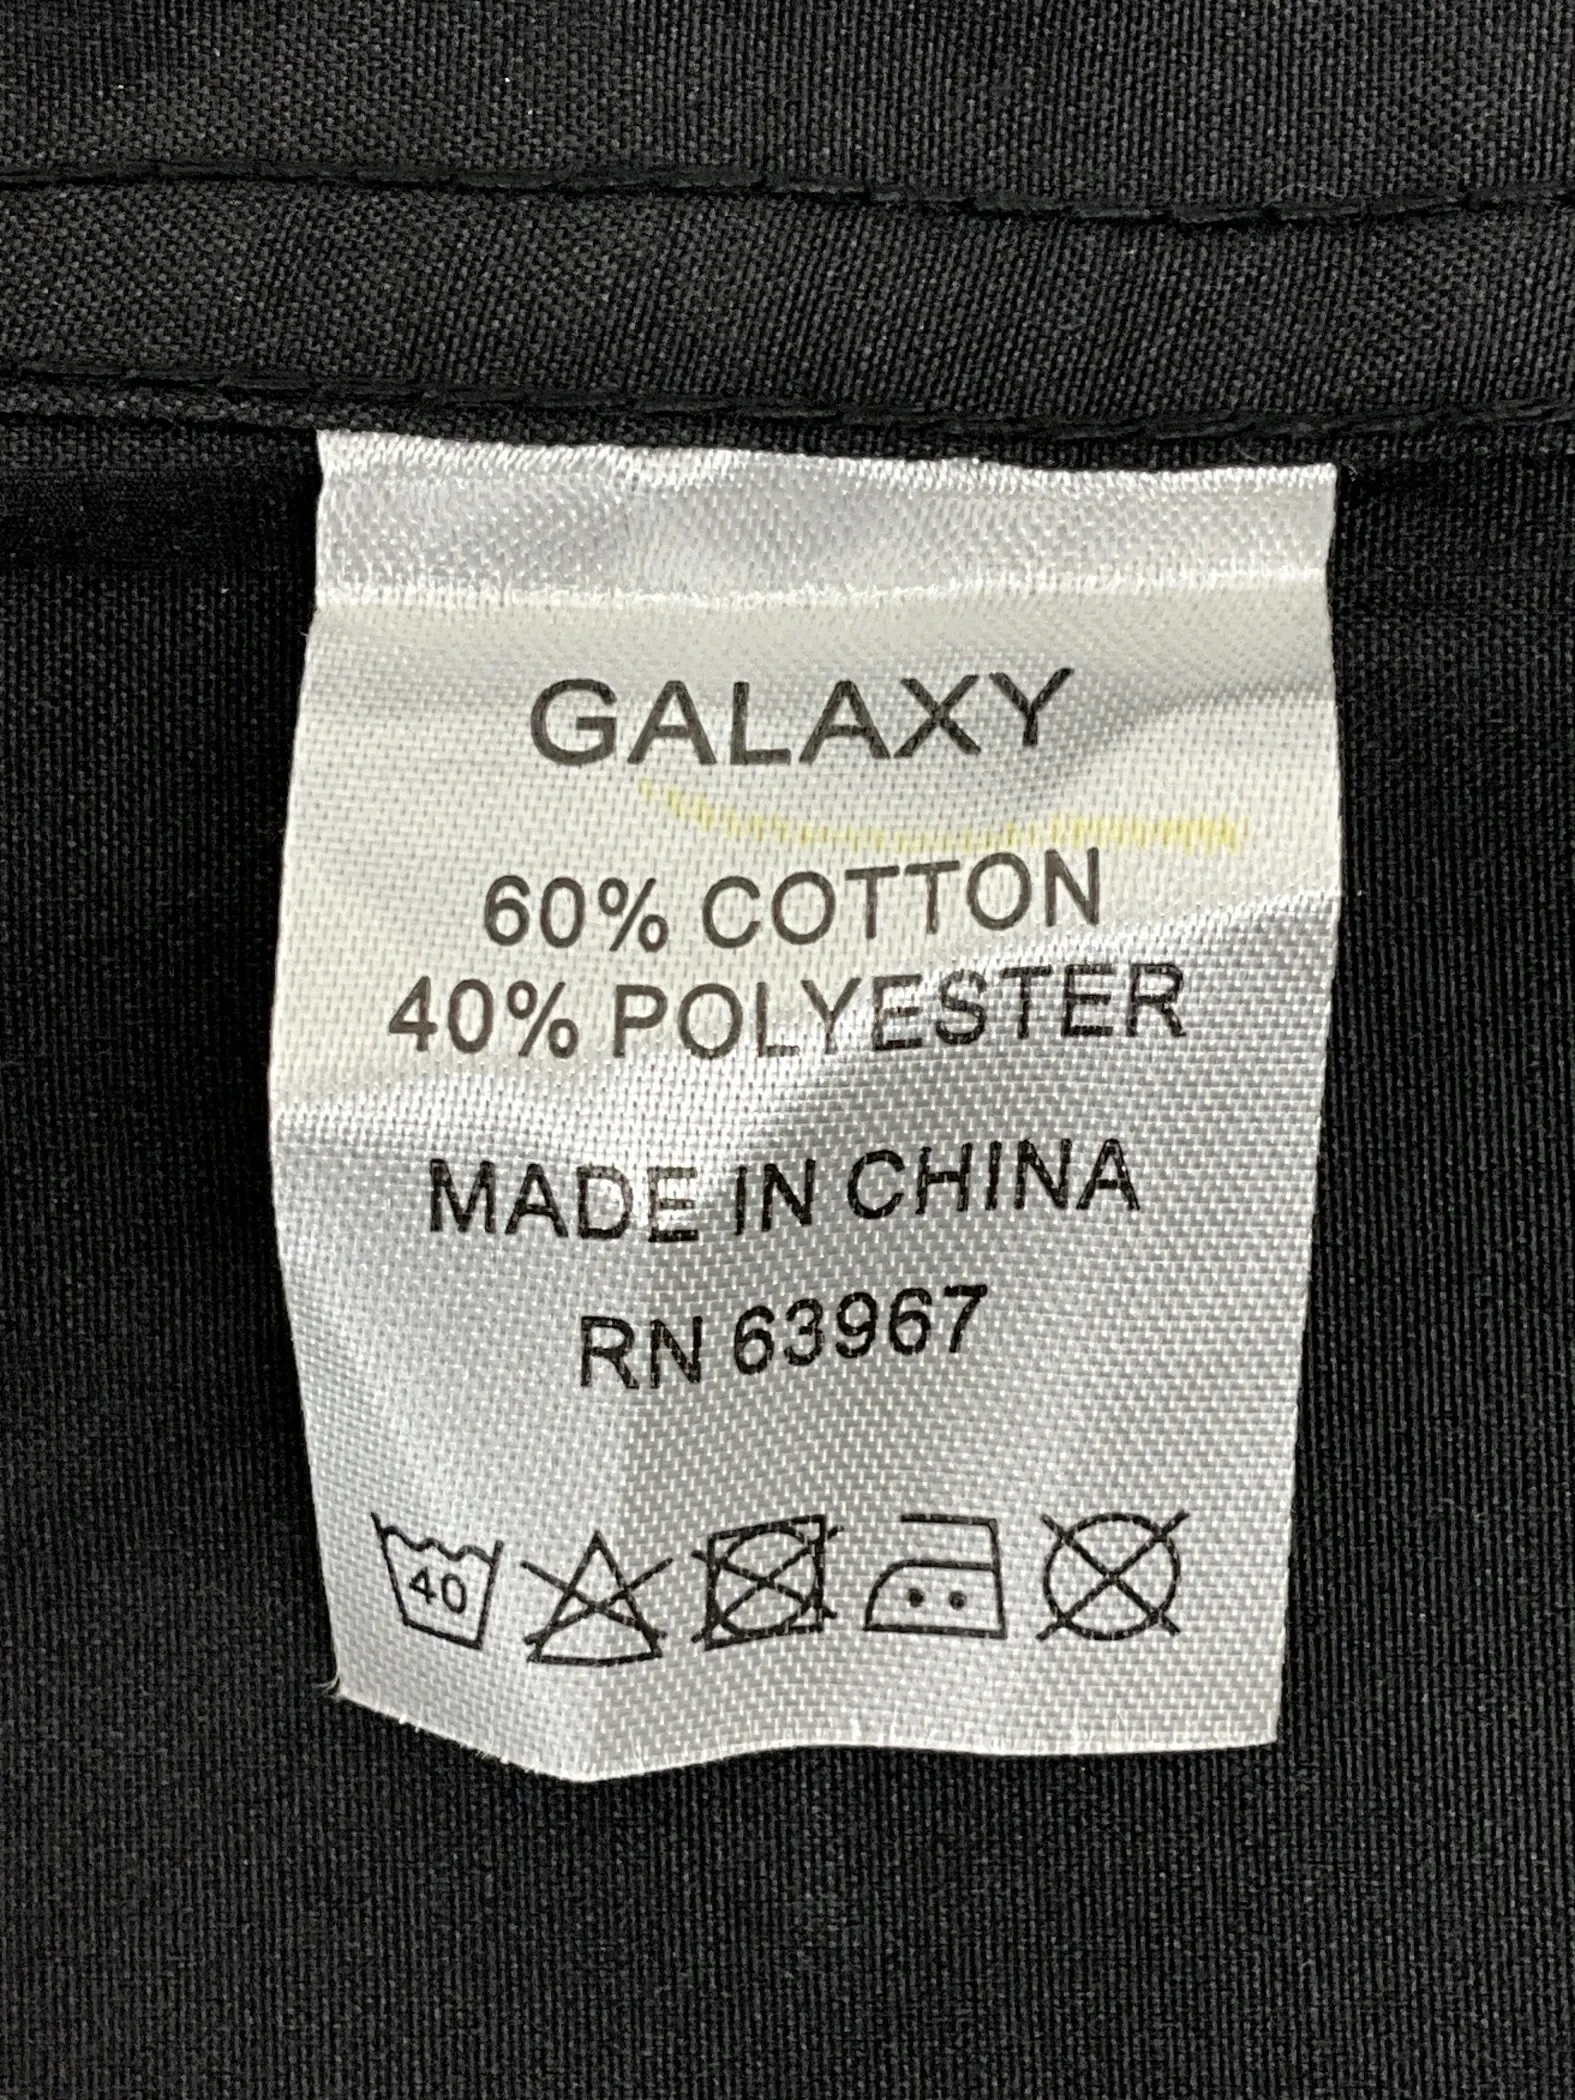 GALAXY
60% COTTON
40% POLYESTER
MADE IN CHINA
RN 63967
40